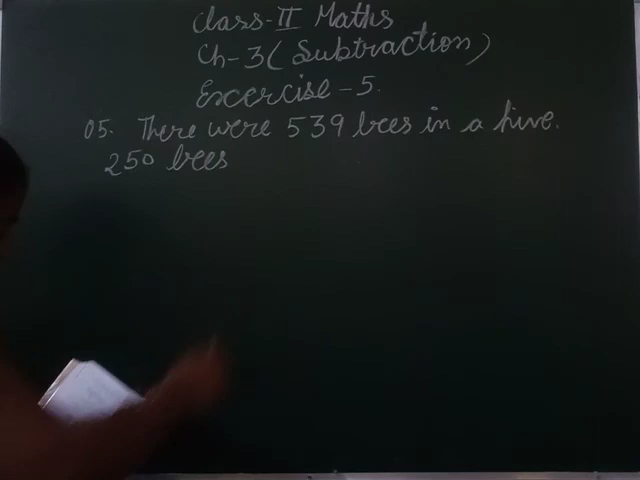 Class-II Maths
Ch-3 (Subtraction)
Excercise-5.
05. There were 539 bees in a hive.
250 bees